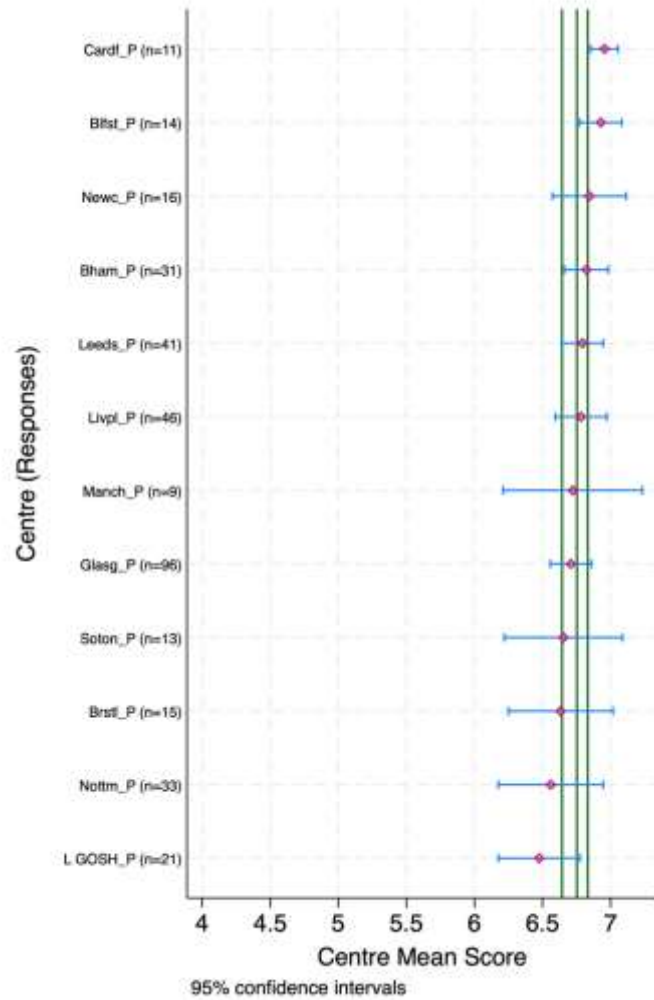 Centre (Responses)
Cardf_P (n=11)
Blfst_P (n=14)
Newc_P (n=16)
Bham_P (n=31)
Leeds_P (n=41)
Livpl_P (n=46)
Manch_P (n=9)
Glasg_P (n=96)
Soton_P (n=13)
Brstl_P (n=15)
Nottm_P (n=33)
L GOSH_P (n=21)
4 4.5 5 5.5 6 6.5 7
Centre Mean Score
95% confidence intervals